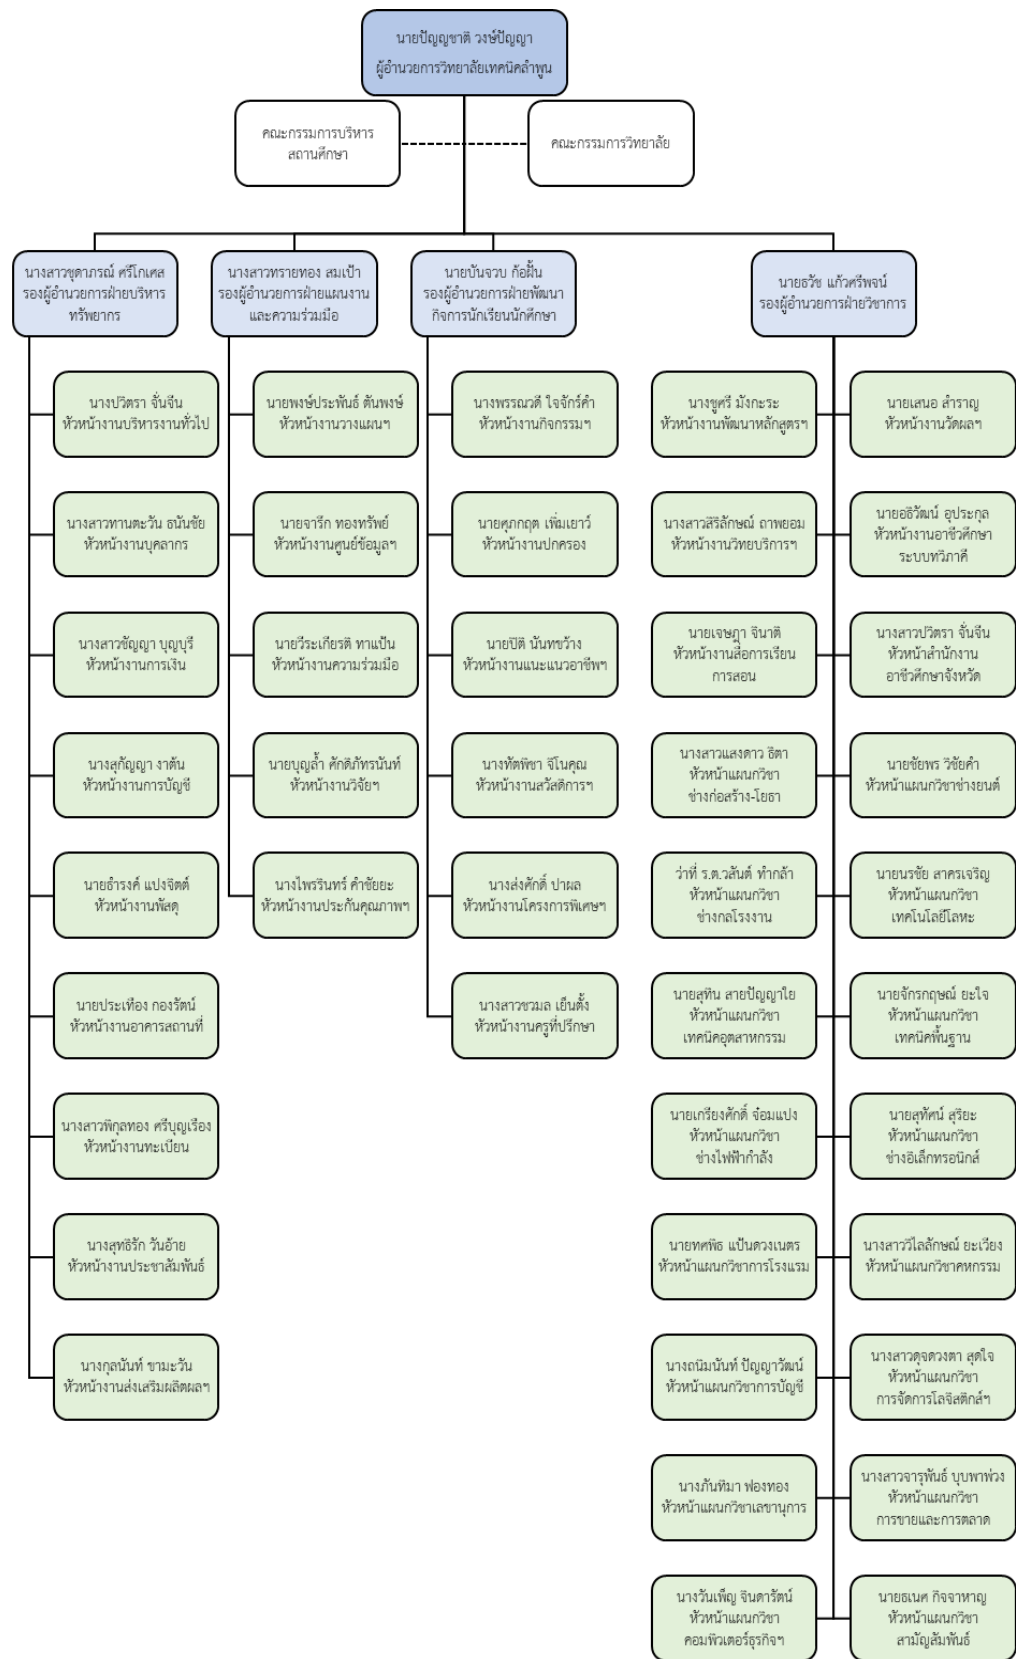 นายปัญญชาติ วงษ์ปัญญา
ผู้อำนวยการวิทยาลัยเทคนิคลำพูน
คณะกรรมการบริหาร
สถานศึกษา
คณะกรรมการวิทยาลัย
นางสาวชุดาภรณ์ ศรีโกเศส
รองผู้อำนวยการฝ่ายบริหาร
ทรัพยากร
นางสาวทรายทอง สมเป้า
รองผู้อำนวยการฝ่ายแผนงาน
และความร่วมมือ
นายบันจวบ ก้อฝั้น
รองผู้อำนวยการฝ่ายพัฒนา
กิจการนักเรียนนักศึกษา
นายธวัช แก้วศรีพจน์
รองผู้อำนวยการฝ่ายวิชาการ
นางปวิตรา จั่นจีน
หัวหน้างานบริหารงานทั่วไป
นางสาวทานตะวัน ธนันชัย
หัวหน้างานบุคลากร
นางสาวชัญญา บุญบุรี
หัวหน้างานการเงิน
นางสุกัญญา งาต้น
หัวหน้างานการบัญชี
นายธำรงค์ แปงจิตต์
หัวหน้างานพัสดุ
นายประเทือง กองรัตน์
หัวหน้างานอาคารสถานที่
นางสาวพิกุลทอง ศรีบุญเรือง
หัวหน้างานทะเบียน
นางสุทธิรัก วันอ้าย
หัวหน้างานประชาสัมพันธ์
นางกุลนันท์ ขามะวัน
หัวหน้างานส่งเสริมผลิตผลฯ
นายพงษ์ประพันธ์ ตันพงษ์
หัวหน้างานวางแผนฯ
นายจารึก ทองทรัพย์
หัวหน้างานศูนย์ข้อมูลฯ
นายวีระเกียรติ ทาแป้น
หัวหน้างานความร่วมมือ
นายบุญล้ำ ศักดิภัทรนันท์
หัวหน้างานวิจัยฯ
นางไพรรินทร์ คำชัยยะ
หัวหน้างานประกันคุณภาพฯ
นางพรรณวดี ใจจักร์คำ
หัวหน้างานกิจกรรมฯ
นายศุภกฤต เพิ่มเยาว์
หัวหน้างานปกครอง
นายปิติ นันทขว้าง
หัวหน้างานแนะแนวอาชีพฯ
นางทัตพิชา จิโนคุณ
หัวหน้างานสวัสดิการฯ
นางส่งศักดิ์ ปาผล
หัวหน้างานโครงการพิเศษฯ
นางสาวชวมล เย็นตั้ง
หัวหน้างานครูที่ปรึกษา
นางชูศรี มังกะระ
หัวหน้างานพัฒนาหลักสูตรฯ
นายเสนอ สำราญ
หัวหน้างานวัดผลฯ
นางสาวสิริลักษณ์ ถาพยอม
หัวหน้างานวิทยบริการฯ
นายอธิวัฒน์ อุประกุล
หัวหน้างานอาชีวศึกษา
ระบบทวิภาคี
นายเจษฎา จินาติ
หัวหน้างานสื่อการเรียน
การสอน
นางสาวปวิตรา จั่นจีน
หัวหน้าสำนักงาน
อาชีวศึกษาจังหวัด
นางสาวแสงดาว ธิตา
หัวหน้าแผนกวิชา
ช่างก่อสร้าง-โยธา
นายชัยพร วิชัยคำ
หัวหน้าแผนกวิชาช่างยนต์
ว่าที่ ร.ต.วสันต์ ทำกล้า
หัวหน้าแผนกวิชา
ช่างกลโรงงาน
นายนรชัย สาครเจริญ
หัวหน้าแผนกวิชา
เทคโนโลยีโลหะ
นายสุทิน สายปัญญาใย
หัวหน้าแผนกวิชา
เทคนิคอุตสาหกรรม
นายจักรกฤษณ์ ยะใจ
หัวหน้าแผนกวิชา
เทคนิคพื้นฐาน
นายเกรียงศักดิ์ จ๋อมแปง
หัวหน้าแผนกวิชา
ช่างไฟฟ้ากำลัง
นายสุทัศน์ สุริยะ
หัวหน้าแผนกวิชา
ช่างอิเล็กทรอนิกส์
นายทศพิธ แป้นดวงเนตร
หัวหน้าแผนกวิชาการโรงแรม
นางสาววิไลลักษณ์ ยะเวียง
หัวหน้าแผนกวิชาคหกรรม
นางถนิมนันท์ ปัญญาวัฒน์
หัวหน้าแผนกวิชาการบัญชี
นางสาวดุจดวงตา สุดใจ
หัวหน้าแผนกวิชา
การจัดการโลจิสติกส์ฯ
นางภันทิมา ฟองทอง
หัวหน้าแผนกวิชาเลขานุการ
นางสาวจารุพันธ์ บุบพาพ่วง
หัวหน้าแผนกวิชา
การขายและการตลาด
นางวันเพ็ญ จินดารัตน์
หัวหน้าแผนกวิชา
คอมพิวเตอร์ธุรกิจฯ
นายธเนศ กิจจาหาญ
หัวหน้าแผนกวิชา
สามัญสัมพันธ์